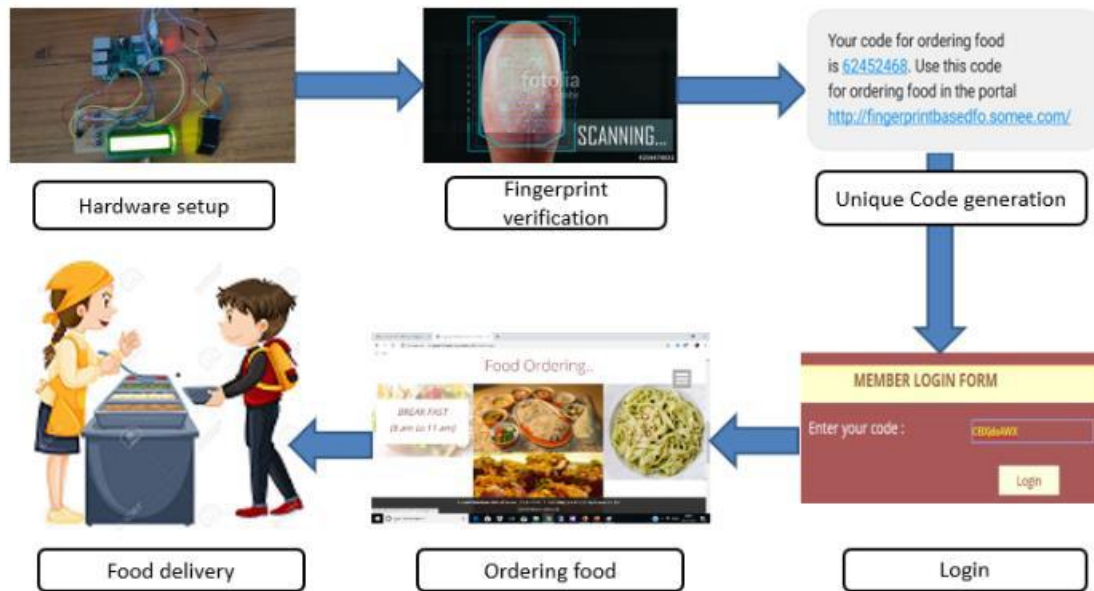 fotolia
SCANNING...
Your code for ordering food
is 62452468. Use this code
for ordering food in the portal
http://fingerprintbasedfo.somee.com/
Hardware setup
Fingerprint
verification
Unique Code generation
Food Ordering..
BREAK FAST
(8 am to 11 am)
MEMBER LOGIN FORM
Enter your code :
Login
Food delivery
Ordering food
Login